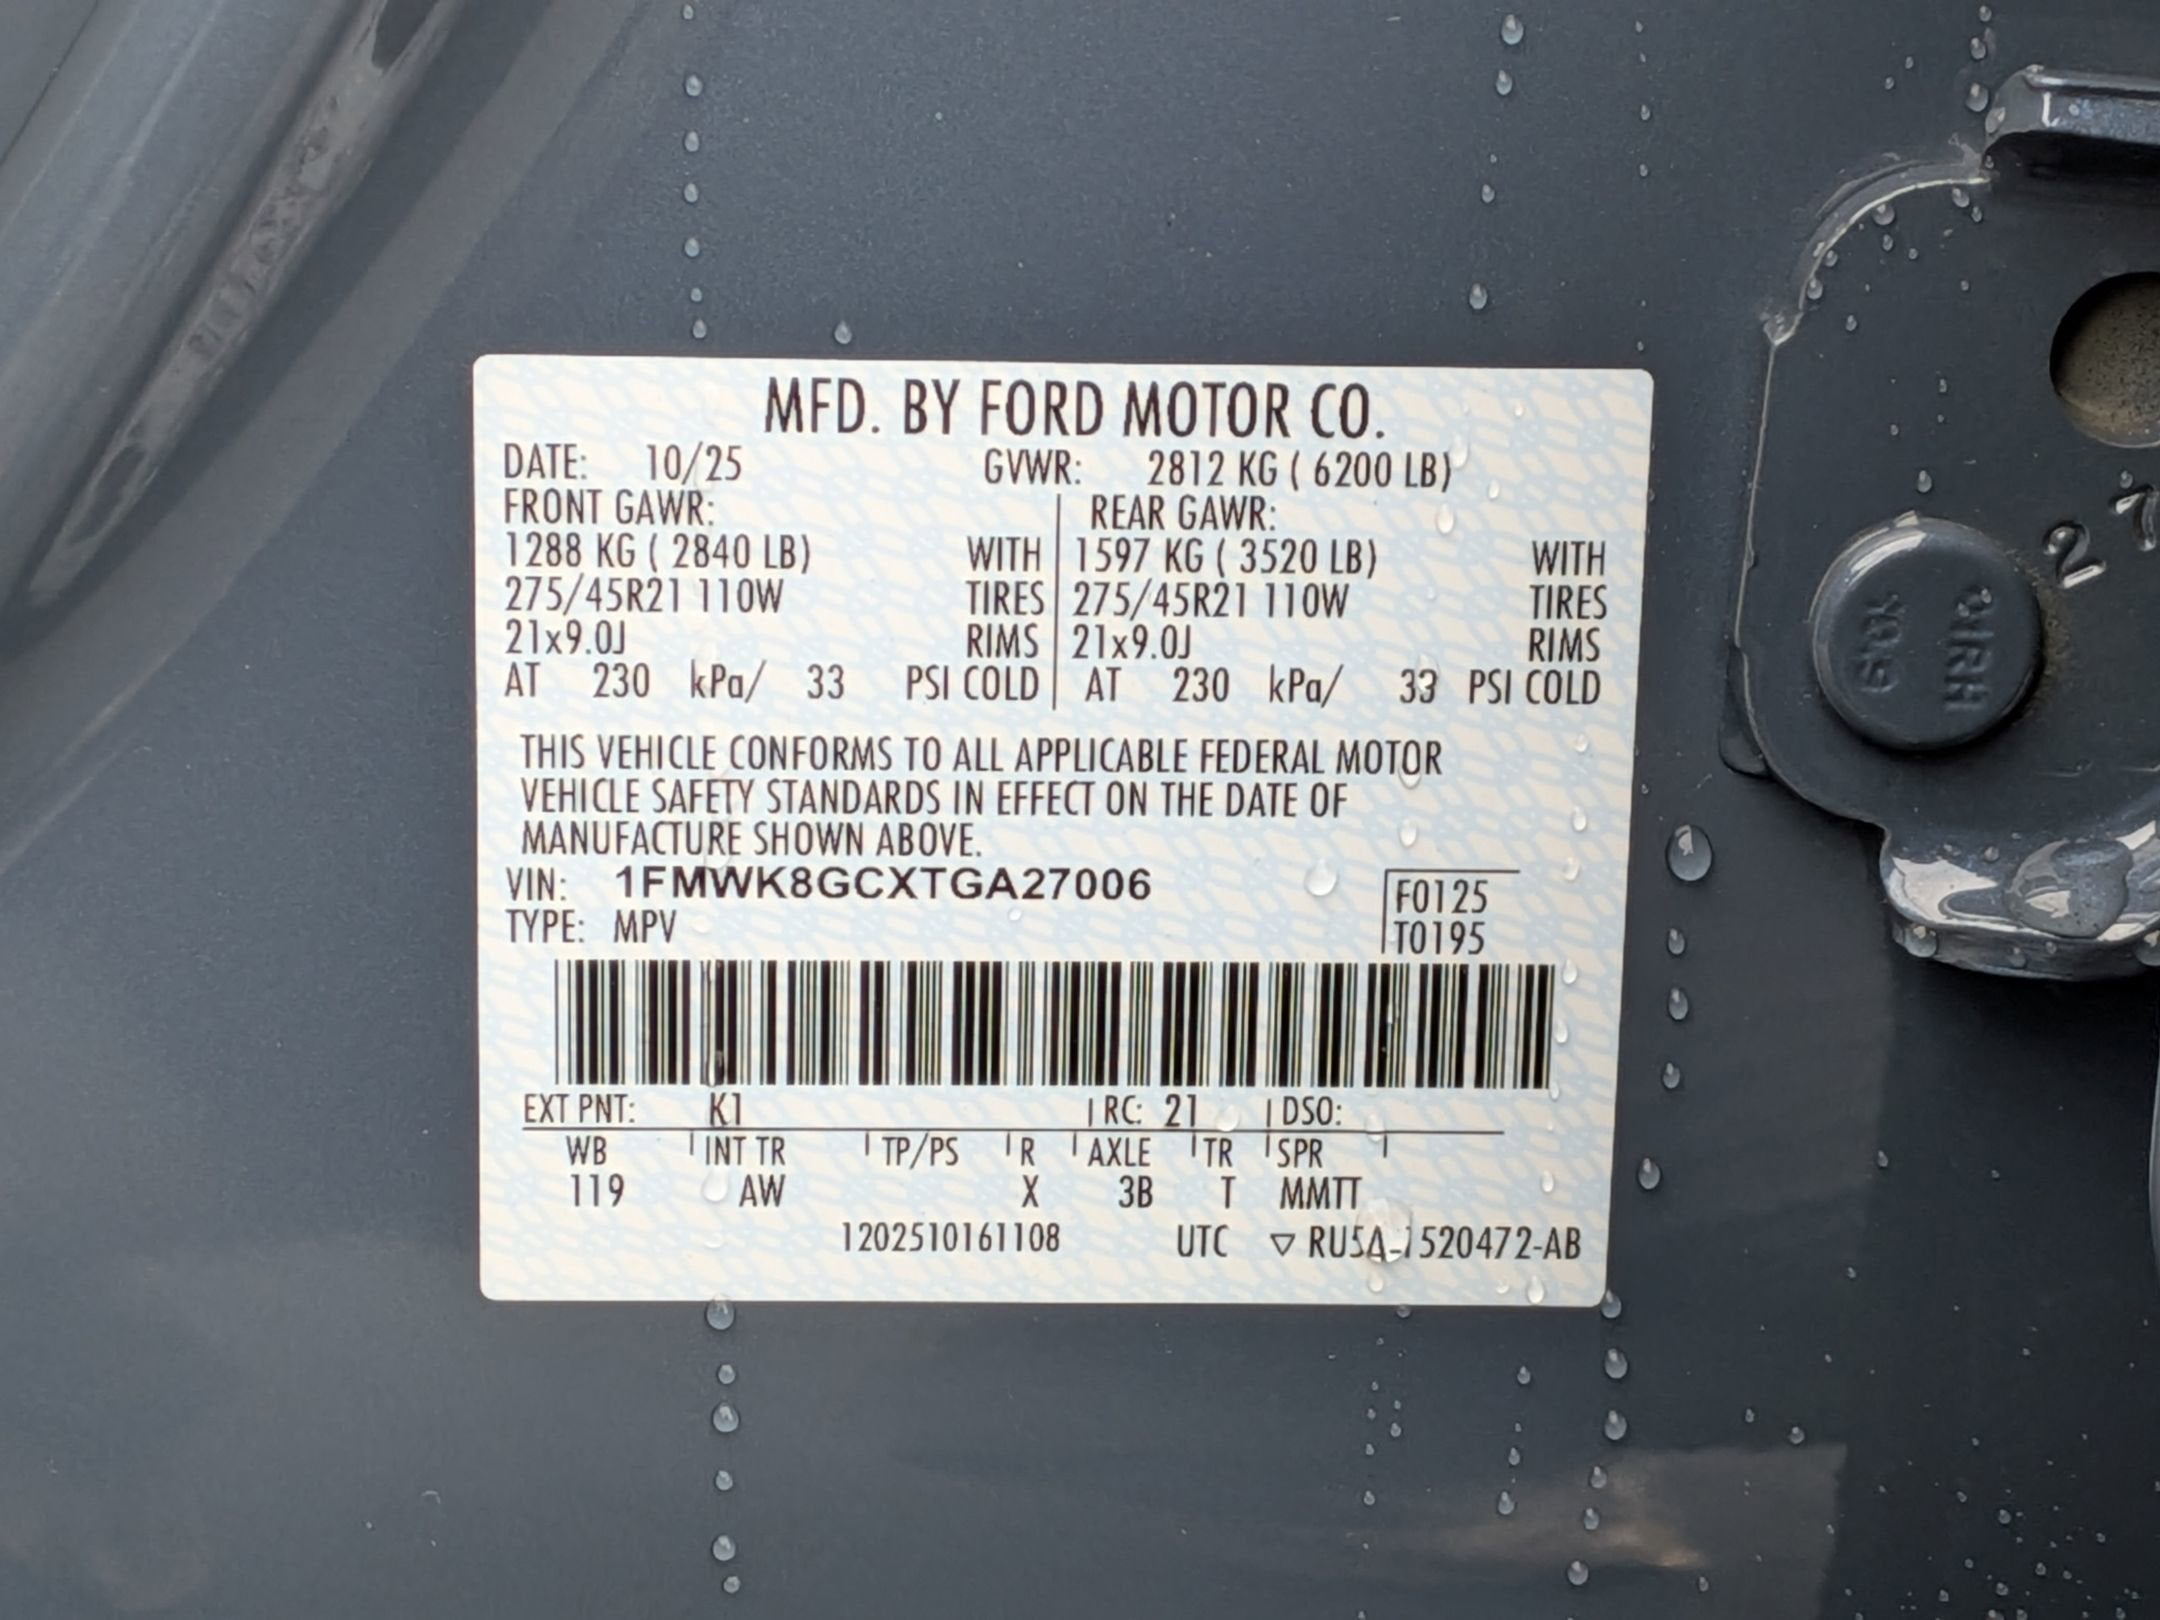 MFD. BY FORD MOTOR CO.
DATE: 10/25 GVWR: 2812 KG ( 6200 LB)
FRONT GAWR: REAR GAWR:
1288 KG ( 2840 LB) WITH 1597 KG ( 3520 LB) WITH
275/45R21 110W TIRES 275/45R21 110W TIRES
21x9.0J RIMS 21x9.0J RIMS
AT 230 kPa/ 33 PSI COLD AT 230 kPa/ 33 PSI COLD
THIS VEHICLE CONFORMS TO ALL APPLICABLE FEDERAL MOTOR
VEHICLE SAFETY STANDARDS IN EFFECT ON THE DATE OF
MANUFACTURE SHOWN ABOVE.
VIN: 1FMWK8GCXTGA27006
TYPE: MPV
F0125
T0195
EXT PNT: K1 RC: 21 DSO:
WB INT TR TP/PS R AXLE TR SPR
119 AW X 3B T MMTT
1202510161108 UTC ▽ RU5A-1520472-AB